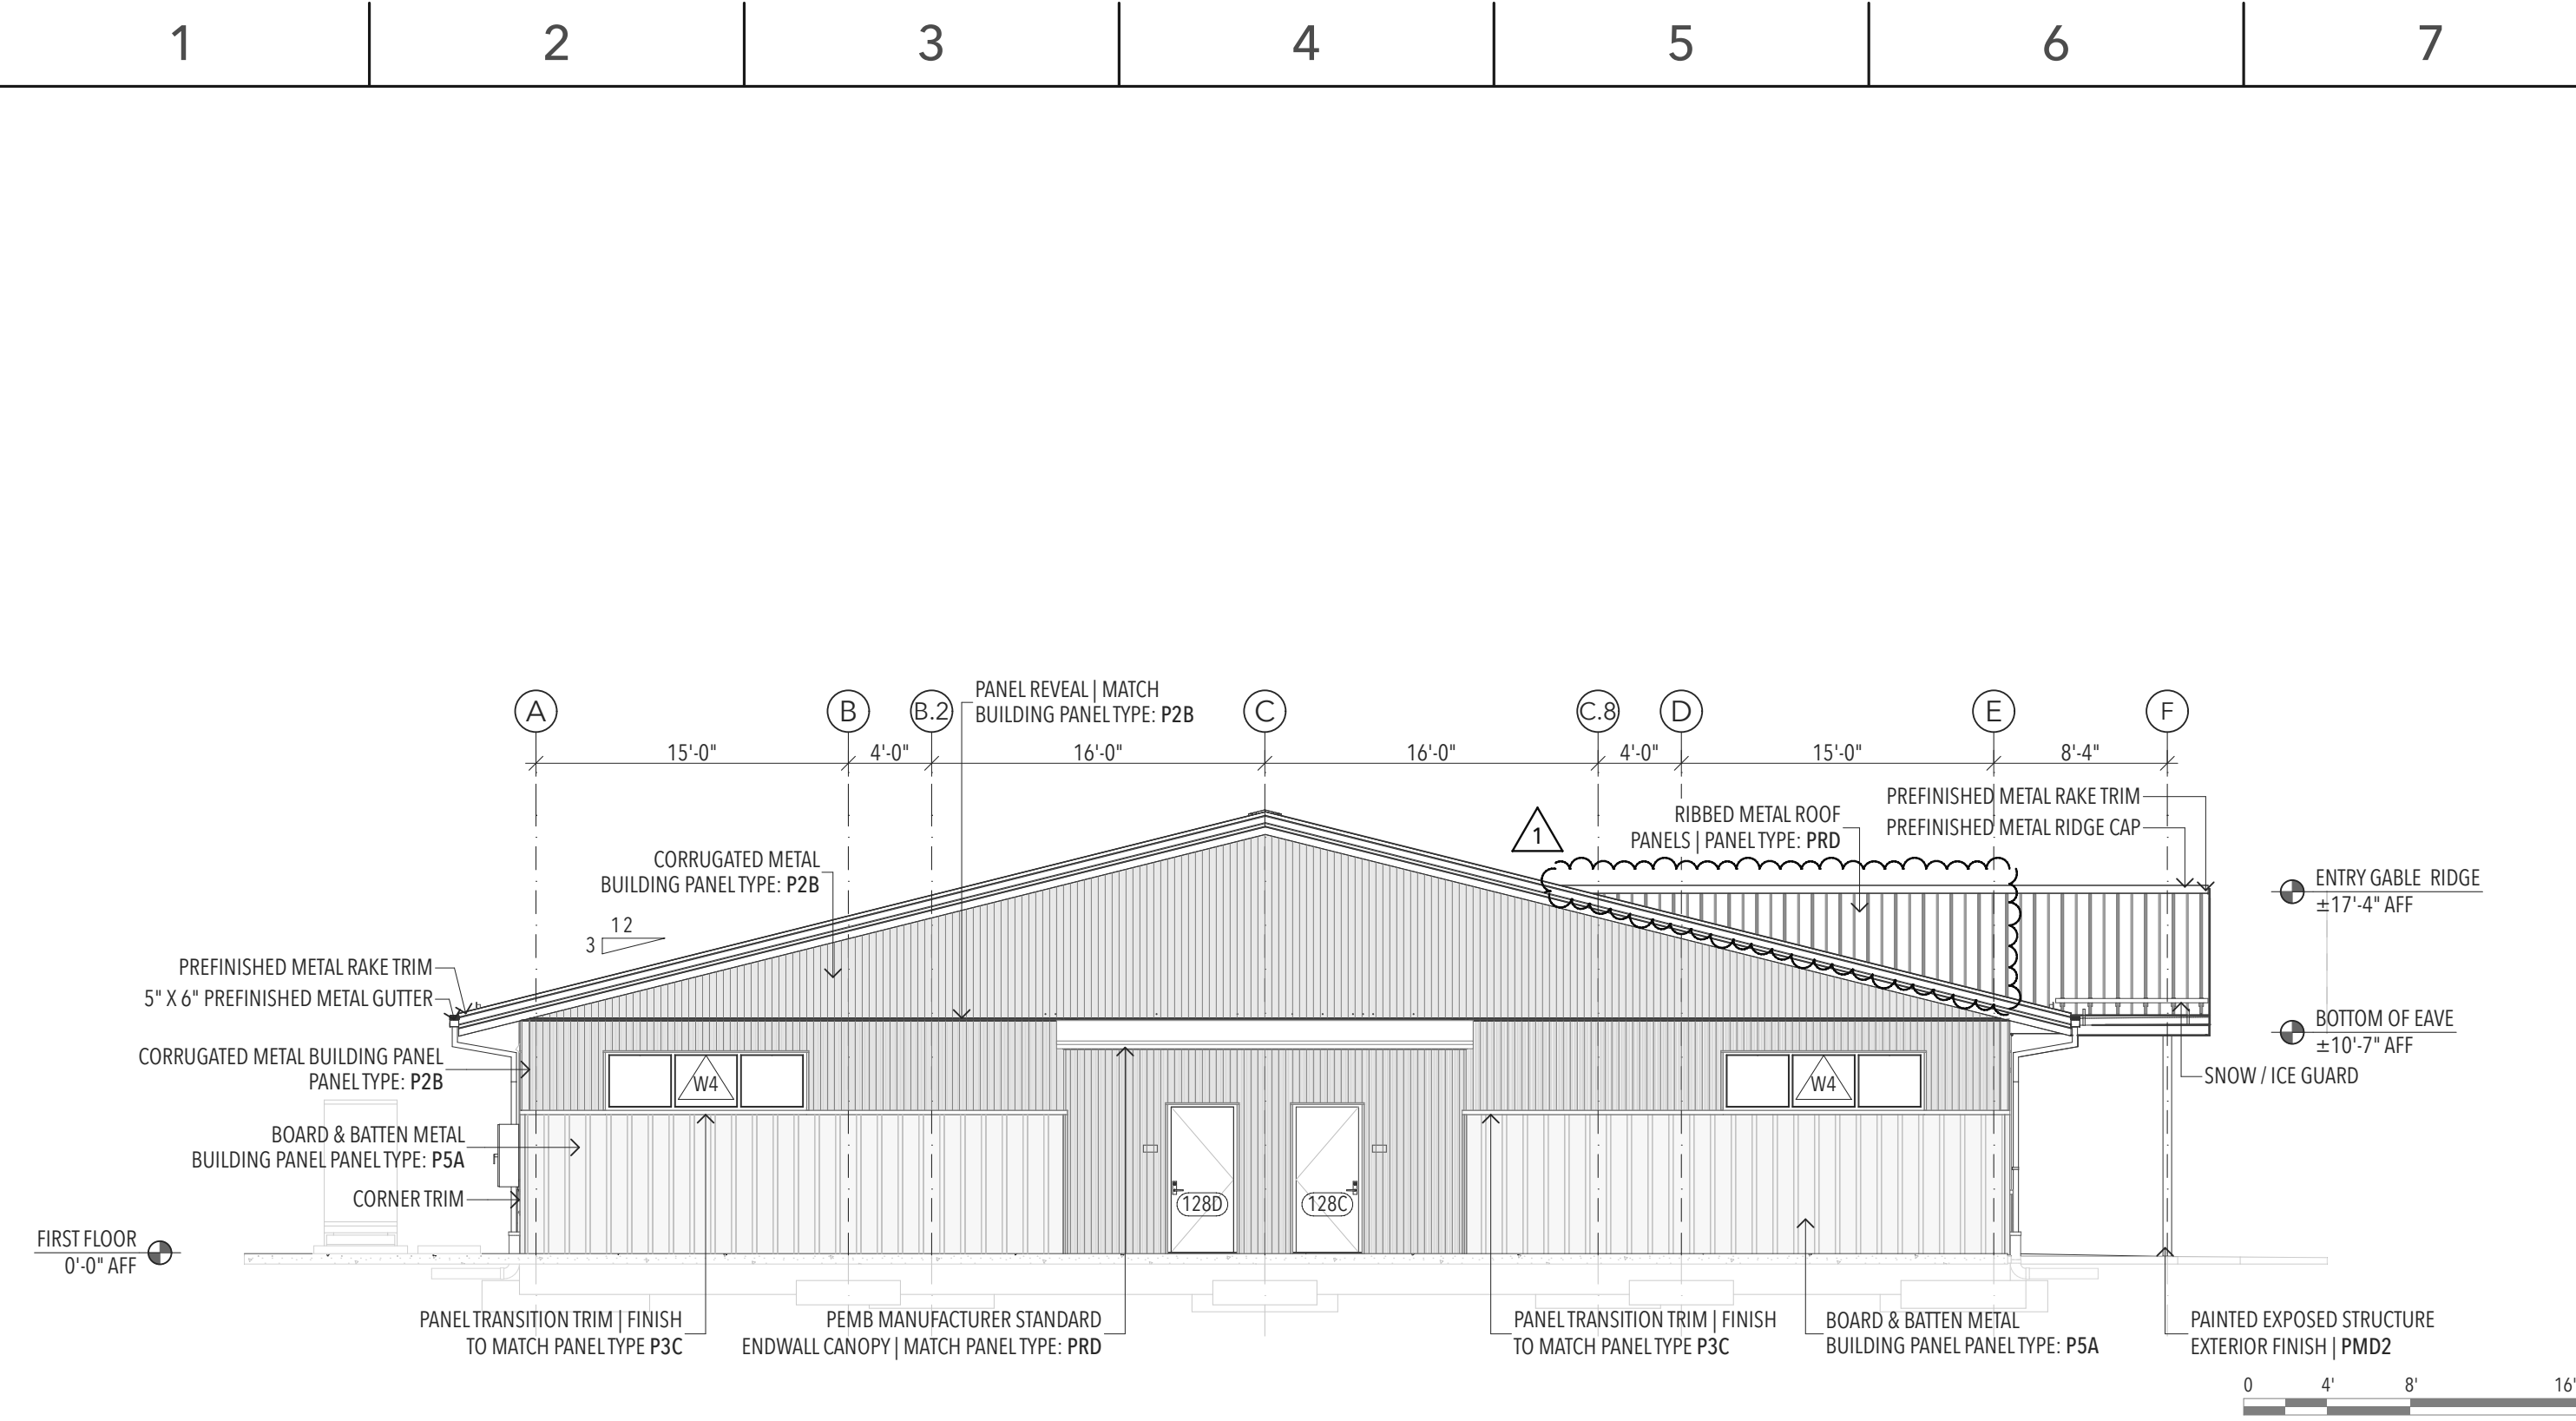 1 2 3 4 5 6 7
PANEL REVEAL | MATCH
BUILDING PANEL TYPE: P2B
A B B.2 C C.8 D E F
15'-0" 4'-0" 16'-0" 16'-0" 4'-0" 15'-0" 8'-4"
PREFINISHED METAL RAKE TRIM
PREFINISHED METAL RIDGE CAP
RIBBED METAL ROOF
PANELS | PANEL TYPE: PRD
1
CORRUGATED METAL
BUILDING PANEL TYPE: P2B
12
3
ENTRY GABLE RIDGE
±17'-4" AFF
PREFINISHED METAL RAKE TRIM
5" X 6" PREFINISHED METAL GUTTER
BOTTOM OF EAVE
±10'-7" AFF
CORRUGATED METAL BUILDING PANEL
PANEL TYPE: P2B
W4
W4
SNOW / ICE GUARD
BOARD & BATTEN METAL
BUILDING PANEL PANEL TYPE: P5A
CORNER TRIM
128D
128C
FIRST FLOOR
0'-0" AFF
PANEL TRANSITION TRIM | FINISH
TO MATCH PANEL TYPE P3C
PEMB MANUFACTURER STANDARD
ENDWALL CANOPY | MATCH PANEL TYPE: PRD
PANEL TRANSITION TRIM | FINISH
TO MATCH PANEL TYPE P3C
BOARD & BATTEN METAL
BUILDING PANEL PANEL TYPE: P5A
PAINTED EXPOSED STRUCTURE
EXTERIOR FINISH | PMD2
0 4' 8' 16'